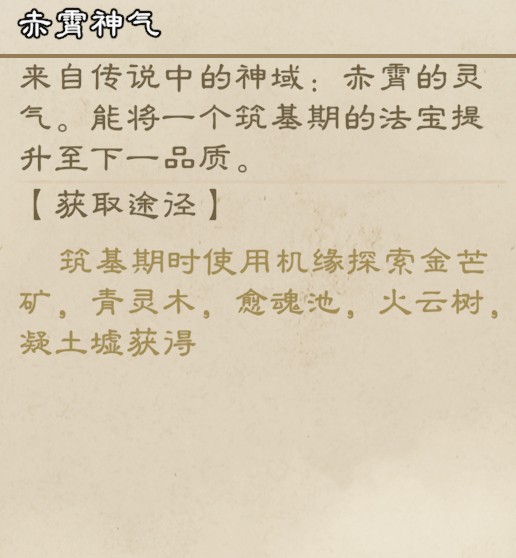 赤霄神气
来自传说中的神域：赤霄的灵
气。能将一个筑基期的法宝提
升至下一品质。
【获取途径】
筑基期时使用机缘探索金芒
矿，青灵木，愈魂池，火云树，
凝土墟获得